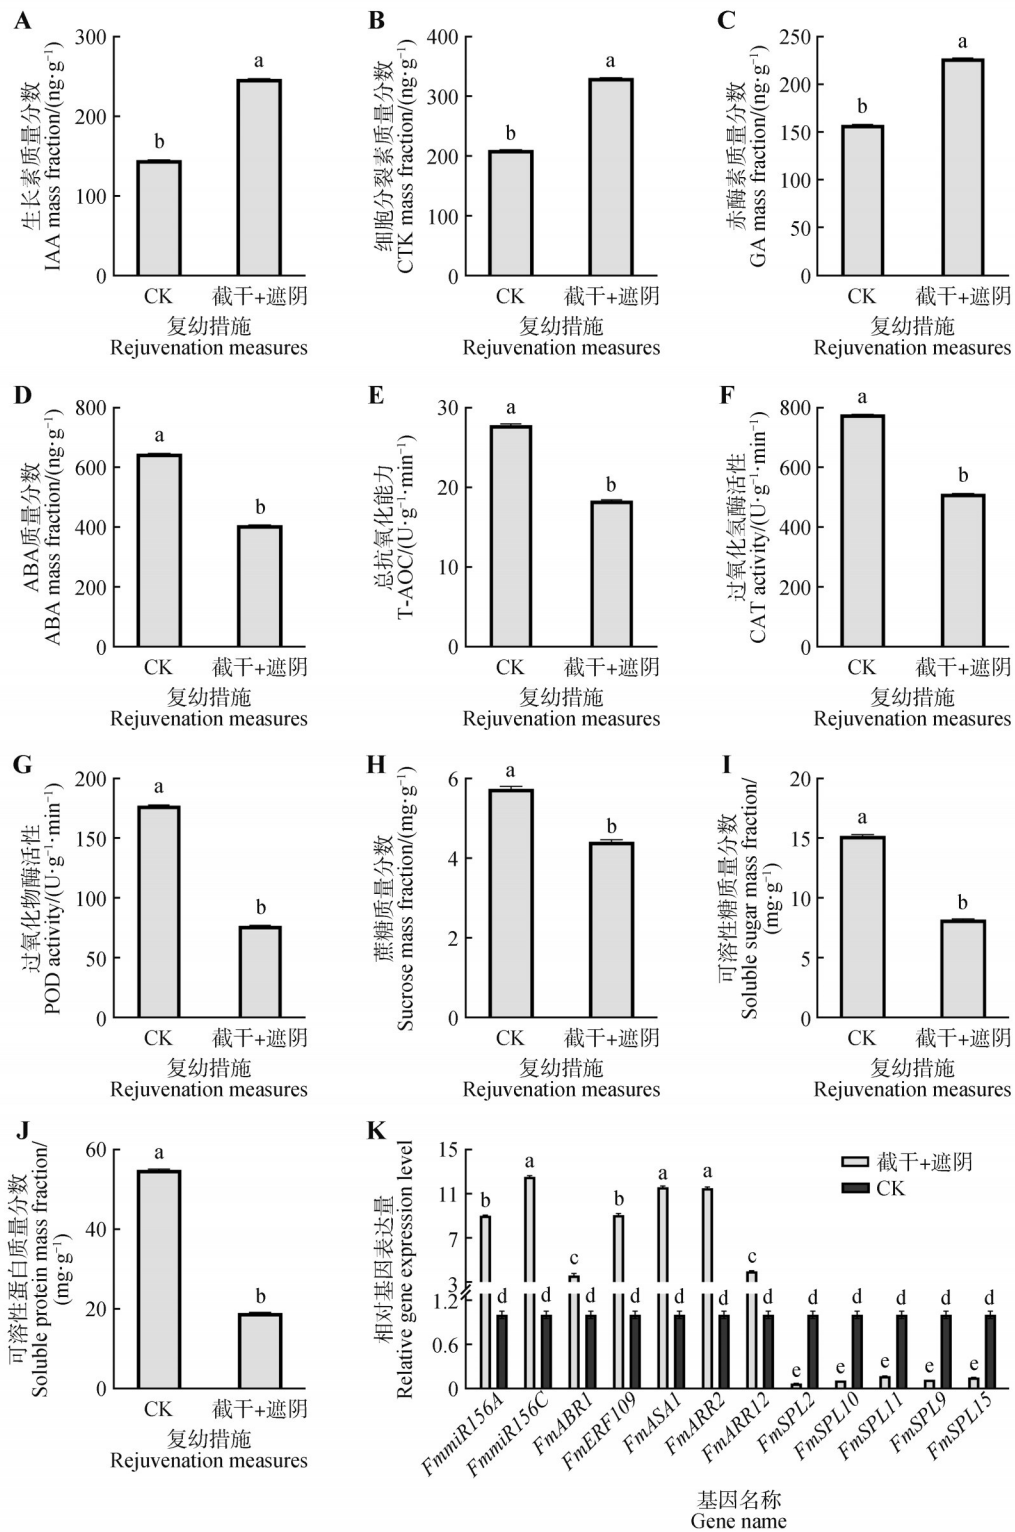 A
生长素质量分数
IAA mass fraction/(ng·g⁻¹)
300
200
100
0
b
a
CK
截干+遮阴
复幼措施
Rejuvenation measures
B
细胞分裂素质量分数
CTK mass fraction/(ng·g⁻¹)
400
300
200
100
0
b
a
CK
截干+遮阴
复幼措施
Rejuvenation measures
C
赤酶素质量分数
GA mass fraction/(ng·g⁻¹)
250
200
150
100
50
0
b
a
CK
截干+遮阴
复幼措施
Rejuvenation measures
D
ABA质量分数
ABA mass fraction/(ng·g⁻¹)
800
600
400
200
0
a
b
CK
截干+遮阴
复幼措施
Rejuvenation measures
E
总抗氧化能力
T-AOC/(U·g⁻¹·min⁻¹)
30
20
10
0
a
b
CK
截干+遮阴
复幼措施
Rejuvenation measures
F
过氧化氢酶活性
CAT activity/(U·g⁻¹·min⁻¹)
800
600
400
200
0
a
b
CK
截干+遮阴
复幼措施
Rejuvenation measures
G
过氧化物酶活性
POD activity/(U·g⁻¹·min⁻¹)
200
150
100
50
0
a
b
CK
截干+遮阴
复幼措施
Rejuvenation measures
H
蔗糖质量分数
Sucrose mass fraction/(mg·g⁻¹)
6
4
2
0
a
b
CK
截干+遮阴
复幼措施
Rejuvenation measures
I
可溶性糖质量分数
Soluble sugar mass fraction/
(mg·g⁻¹)
20
15
10
5
0
a
b
CK
截干+遮阴
复幼措施
Rejuvenation measures
J
可溶性蛋白质量分数
Soluble protein mass fraction/
(mg·g⁻¹)
60
40
20
0
a
b
CK
截干+遮阴
复幼措施
Rejuvenation measures
K
相对基因表达量
Relative gene expression level
15
11
7
3
1.2
0.6
0
截干+遮阴
CK
b a c b a a c
d d d d d d d d d d d d
e e e e e
FmmiR156A
FmmiR156C
FmABR1
FmERF109
FmASA1
FmARR2
FmARR12
FmSPL2
FmSPL10
FmSPL11
FmSPL9
FmSPL15
基因名称
Gene name